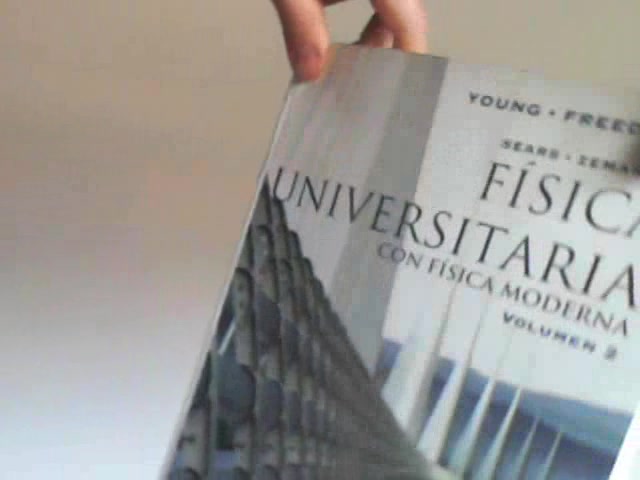 YOUNG • FREED
SEARS • ZEMA
FÍSICA
UNIVERSITARIA
CON FÍSICA MODERNA
VOLUMEN 2